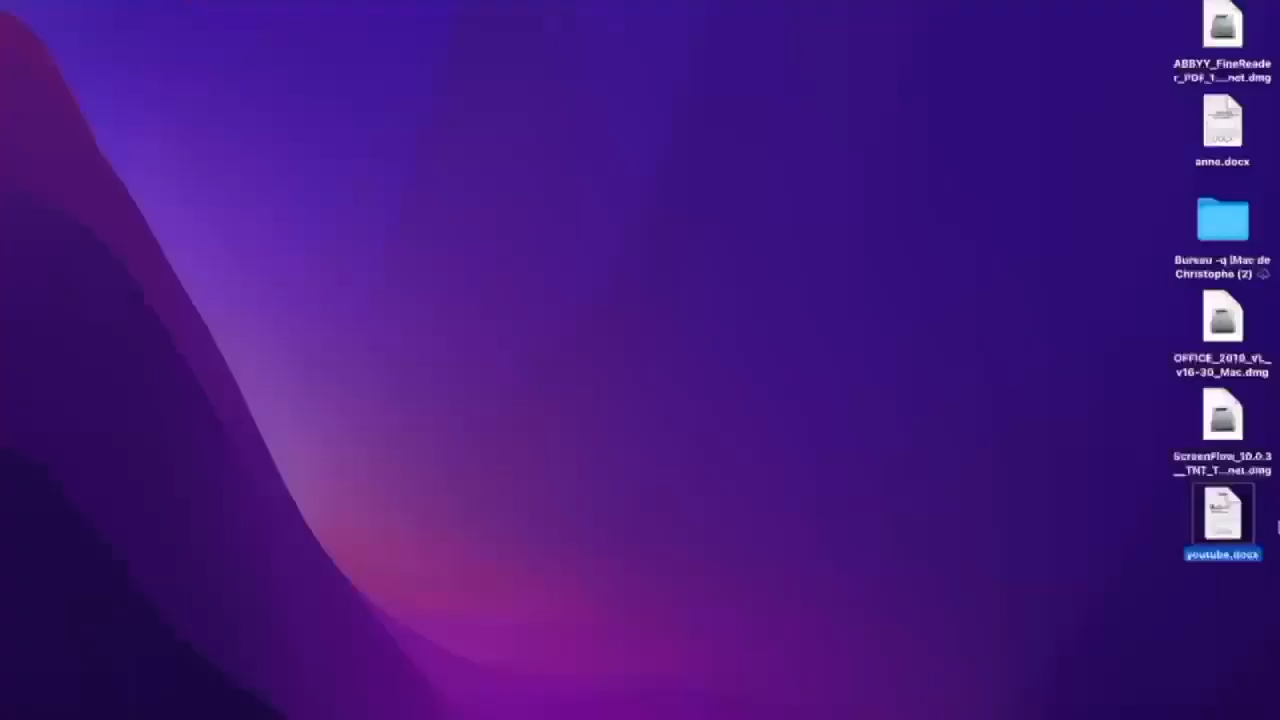 ABBYY_FineReade
r_PDF_1....net.dmg
anne.docx
Bureau -q (Mac de
Christophe (2)
OFFICE_2019_VL_
v16-30_Mac.dmg
ScreenFlow_10.0.3
__TNT_T...net.dmg
youtube.docx